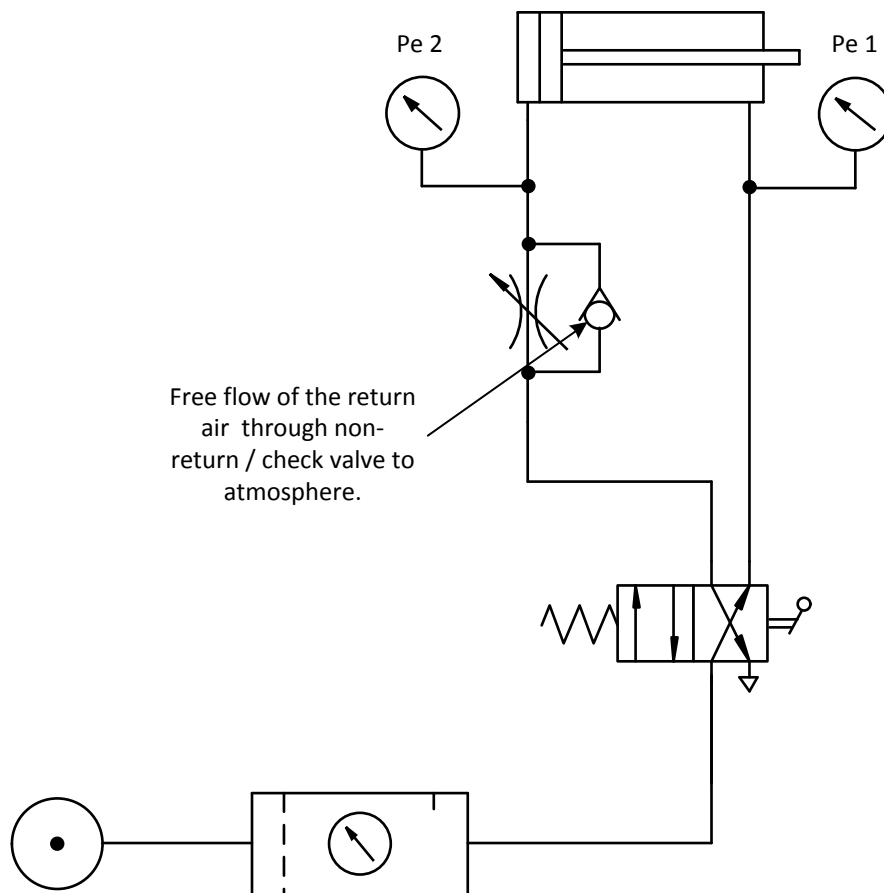 Pe 2
Pe 1
Free flow of the return
air through non-
return / check valve to
atmosphere.